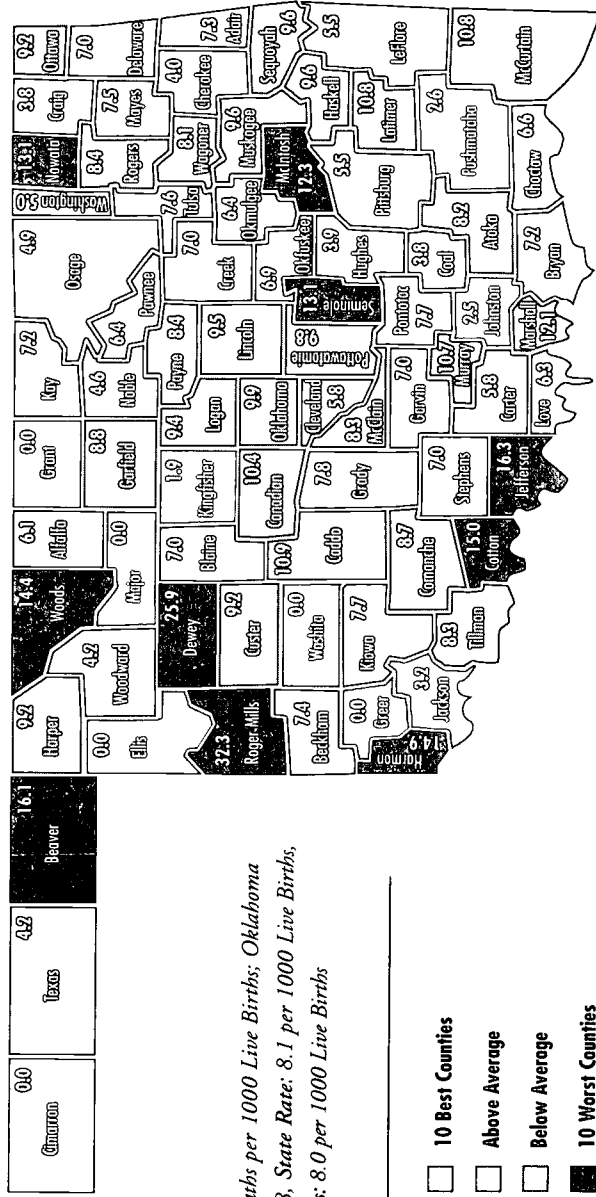 0.0
Cimarron
4.2
Texas
16.1
Beaver
9.2
Harper
14.4
Woods
6.1
Alfalfa
0.0
Grant
7.2
Kay
4.9
Osage
Washington 5.0
13.1
Nowata
3.8
Craig
9.2
Ottawa
0.0
Ellis
4.2
Woodward
0.0
Major
8.8
Garfield
4.6
Noble
6.4
Pawnee
7.6
Tulsa
8.4
Rogers
7.5
Mayes
7.0
Delaware
32.3
Roger Mills
25.9
Dewey
7.0
Blaine
1.9
Kingfisher
9.4
Logan
8.4
Payne
7.0
Creek
8.1
Wagoner
4.0
Cherokee
7.3
Adair
7.4
Beckham
9.2
Custer
10.4
Canadian
9.9
Oklahoma
9.5
Lincoln
6.9
Okfuskee
6.4
Okmulgee
9.6
Muskogee
9.6
Sequoyah
0.0
Washita
10.9
Caddo
7.8
Grady
8.3
McClain
Cleveland
5.8
9.8
Pottawatomie
13.1
Seminole
3.9
Hughes
McIntosh
12.3
9.6
Haskell
14.9
Harmon
0.0
Greer
7.7
Kiowa
8.7
Comanche
7.0
Garvin
Pontotoc
7.7
3.8
Coal
5.5
Pittsburg
10.8
Latimer
5.5
LeFlore
3.2
Jackson
8.3
Tillman
15.0
Cotton
7.0
Stephens
10.7
Murray
2.5
Johnston
8.2
Atoka
2.6
Pushmataha
10.8
McCurtain
16.3
Jefferson
5.8
Carter
6.3
Love
Marshall
12.1
7.2
Bryan
6.6
Choctaw
per 1000 Live Births; Oklahoma
State Rate: 8.1 per 1000 Live Births,
8.0 per 1000 Live Births
10 Best Counties
Above Average
Below Average
10 Worst Counties